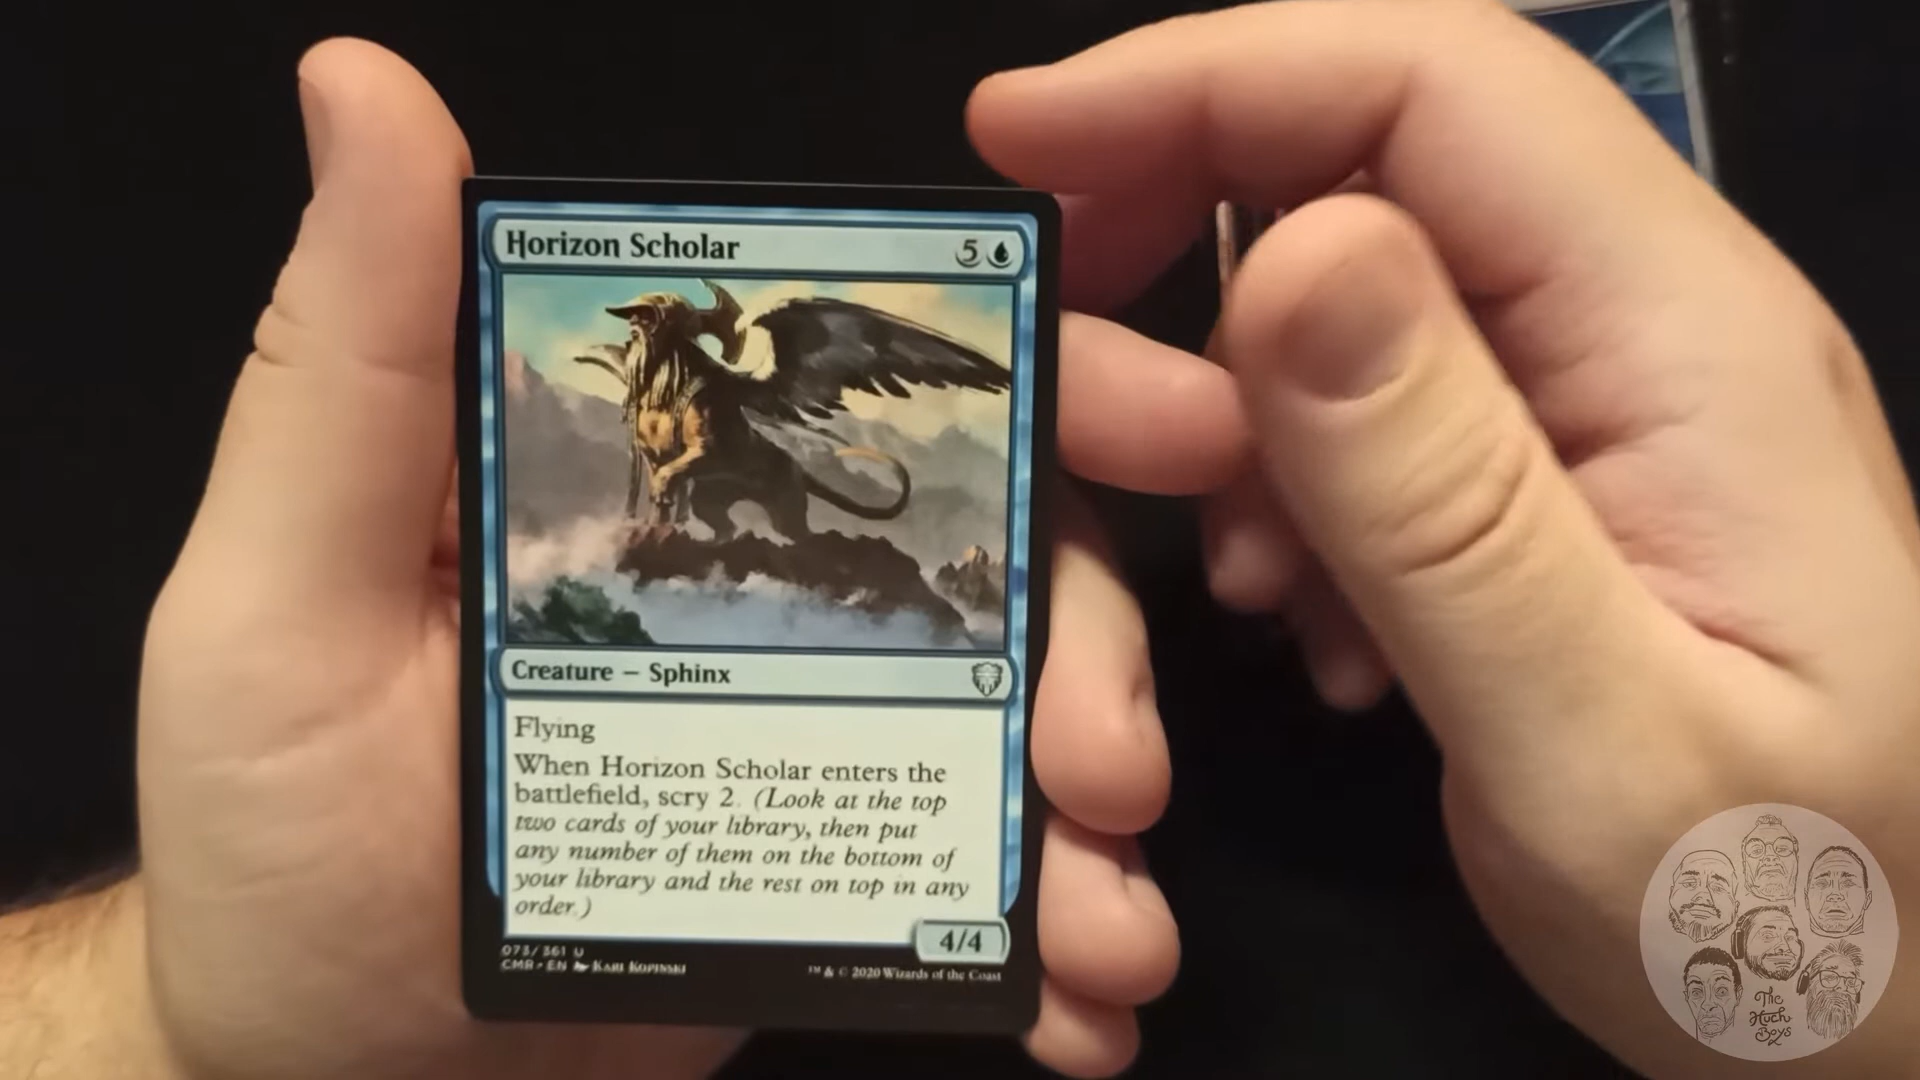 Horizon Scholar
5
Creature — Sphinx
Flying
When Horizon Scholar enters the
battlefield, scry 2. (Look at the top
two cards of your library, then put
any number of them on the bottom of
your library and the rest on top in any
order.)
4/4
073/361 U
CMR • EN Karl Kopinski
™ & © 2020 Wizards of the Coast
The
Huch
Boys